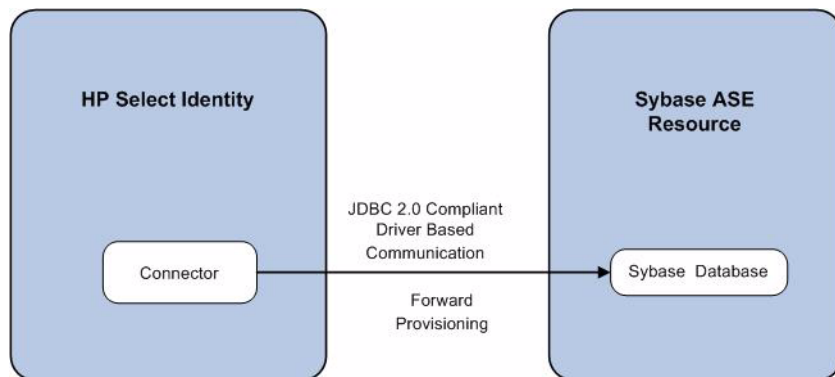 HP Select Identity
Sybase ASE
Resource
JDBC 2.0 Compliant
Driver Based
Communication
Connector
Sybase Database
Forward
Provisioning